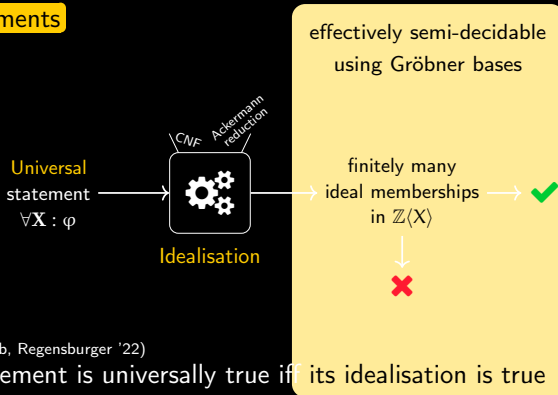 ments
effectively semi-decidable
using Gröbner bases
CNF
Ackermann
reduction
Universal
statement
∀X : φ
finitely many
ideal memberships
in ℤ⟨X⟩
Idealisation
b, Regensburger '22)
ement is universally true iff its idealisation is true